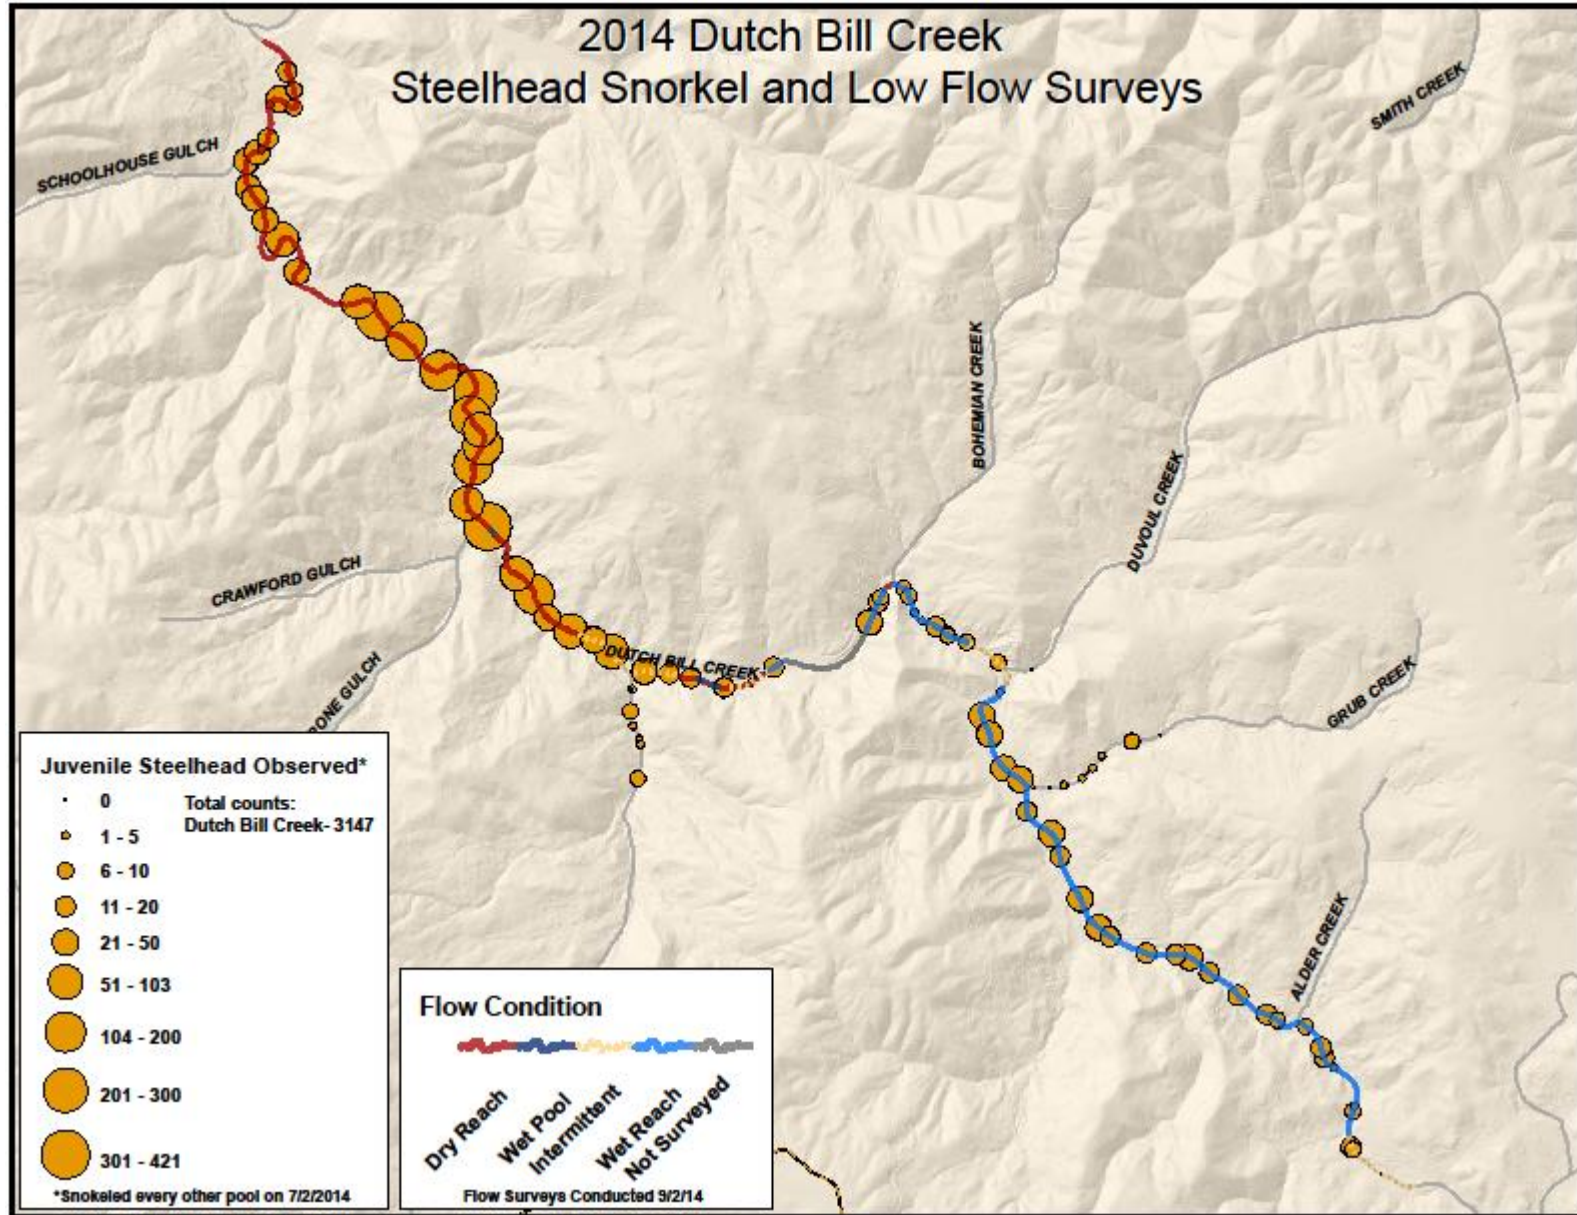 2014 Dutch Bill Creek
Steelhead Snorkel and Low Flow Surveys
SMITH CREEK
SCHOOLHOUSE GULCH
BOHEMIAN CREEK
DUVOUL CREEK
CRAWFORD GULCH
DUTCH BILL CREEK
BONE GULCH
GRUB CREEK
ALDER CREEK
Juvenile Steelhead Observed*
0
1 - 5
6 - 10
11 - 20
21 - 50
51 - 103
104 - 200
201 - 300
301 - 421
Total counts:
Dutch Bill Creek- 3147
*Snokeled every other pool on 7/2/2014
Flow Condition
Dry Reach
Wet Pool
Intermittent
Wet Reach
Not Surveyed
Flow Surveys Conducted 9/2/14